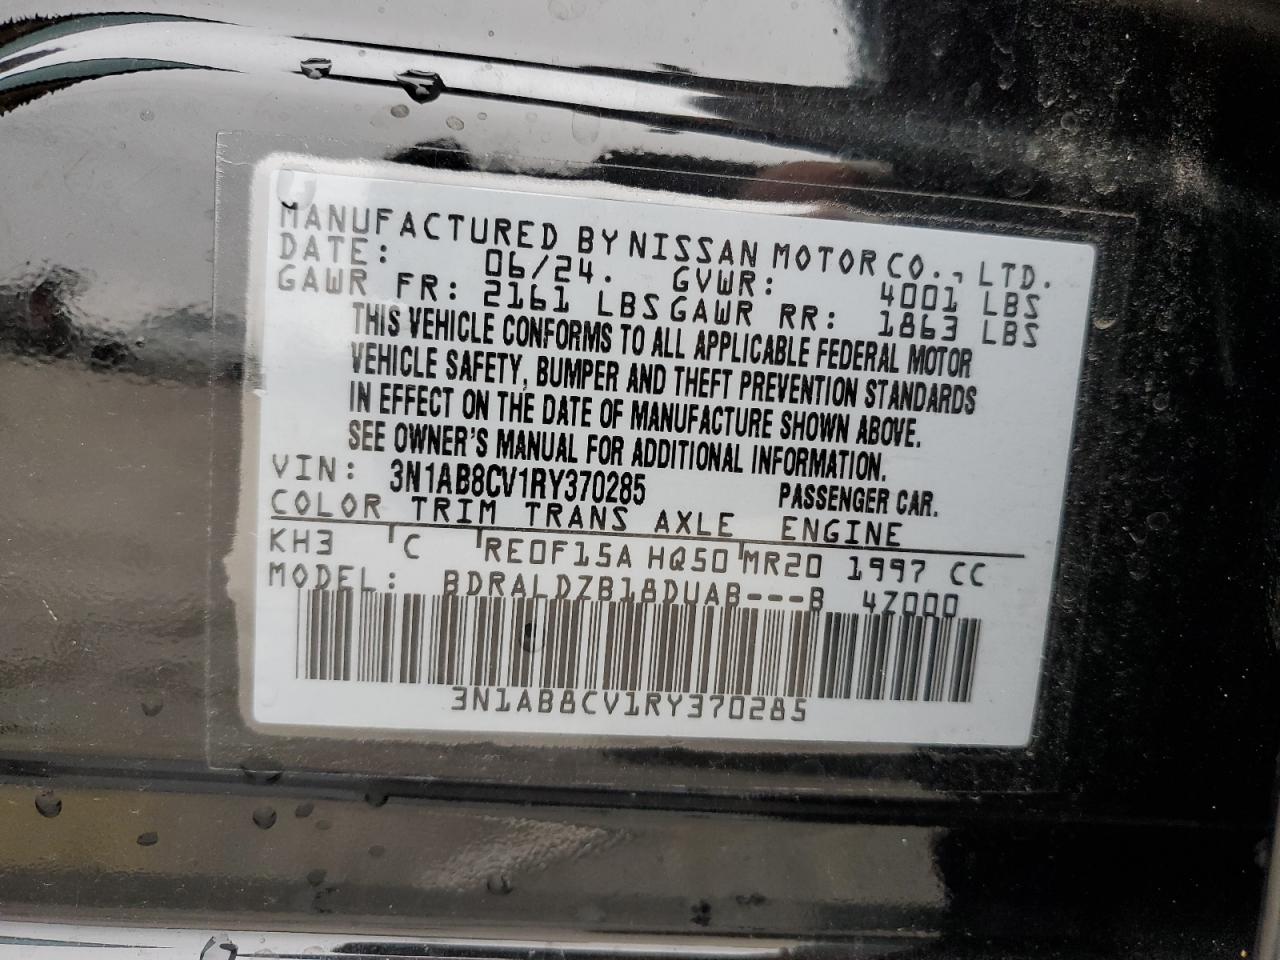 MANUFACTURED BY NISSAN MOTOR CO., LTD.
DATE: 06/24. GVWR: 4001 LBS
GAWR FR: 2161 LBS GAWR RR: 1863 LBS
THIS VEHICLE CONFORMS TO ALL APPLICABLE FEDERAL MOTOR
VEHICLE SAFETY, BUMPER AND THEFT PREVENTION STANDARDS
IN EFFECT ON THE DATE OF MANUFACTURE SHOWN ABOVE.
SEE OWNER'S MANUAL FOR ADDITIONAL INFORMATION.
VIN: 3N1AB8CV1RY370285 PASSENGER CAR.
COLOR TRIM TRANS AXLE ENGINE
KH3 C RE0F15A HQ50 MR20 1997 CC
MODEL: BDRALDZB18DUAB---B 4Z000
3N1AB8CV1RY370285